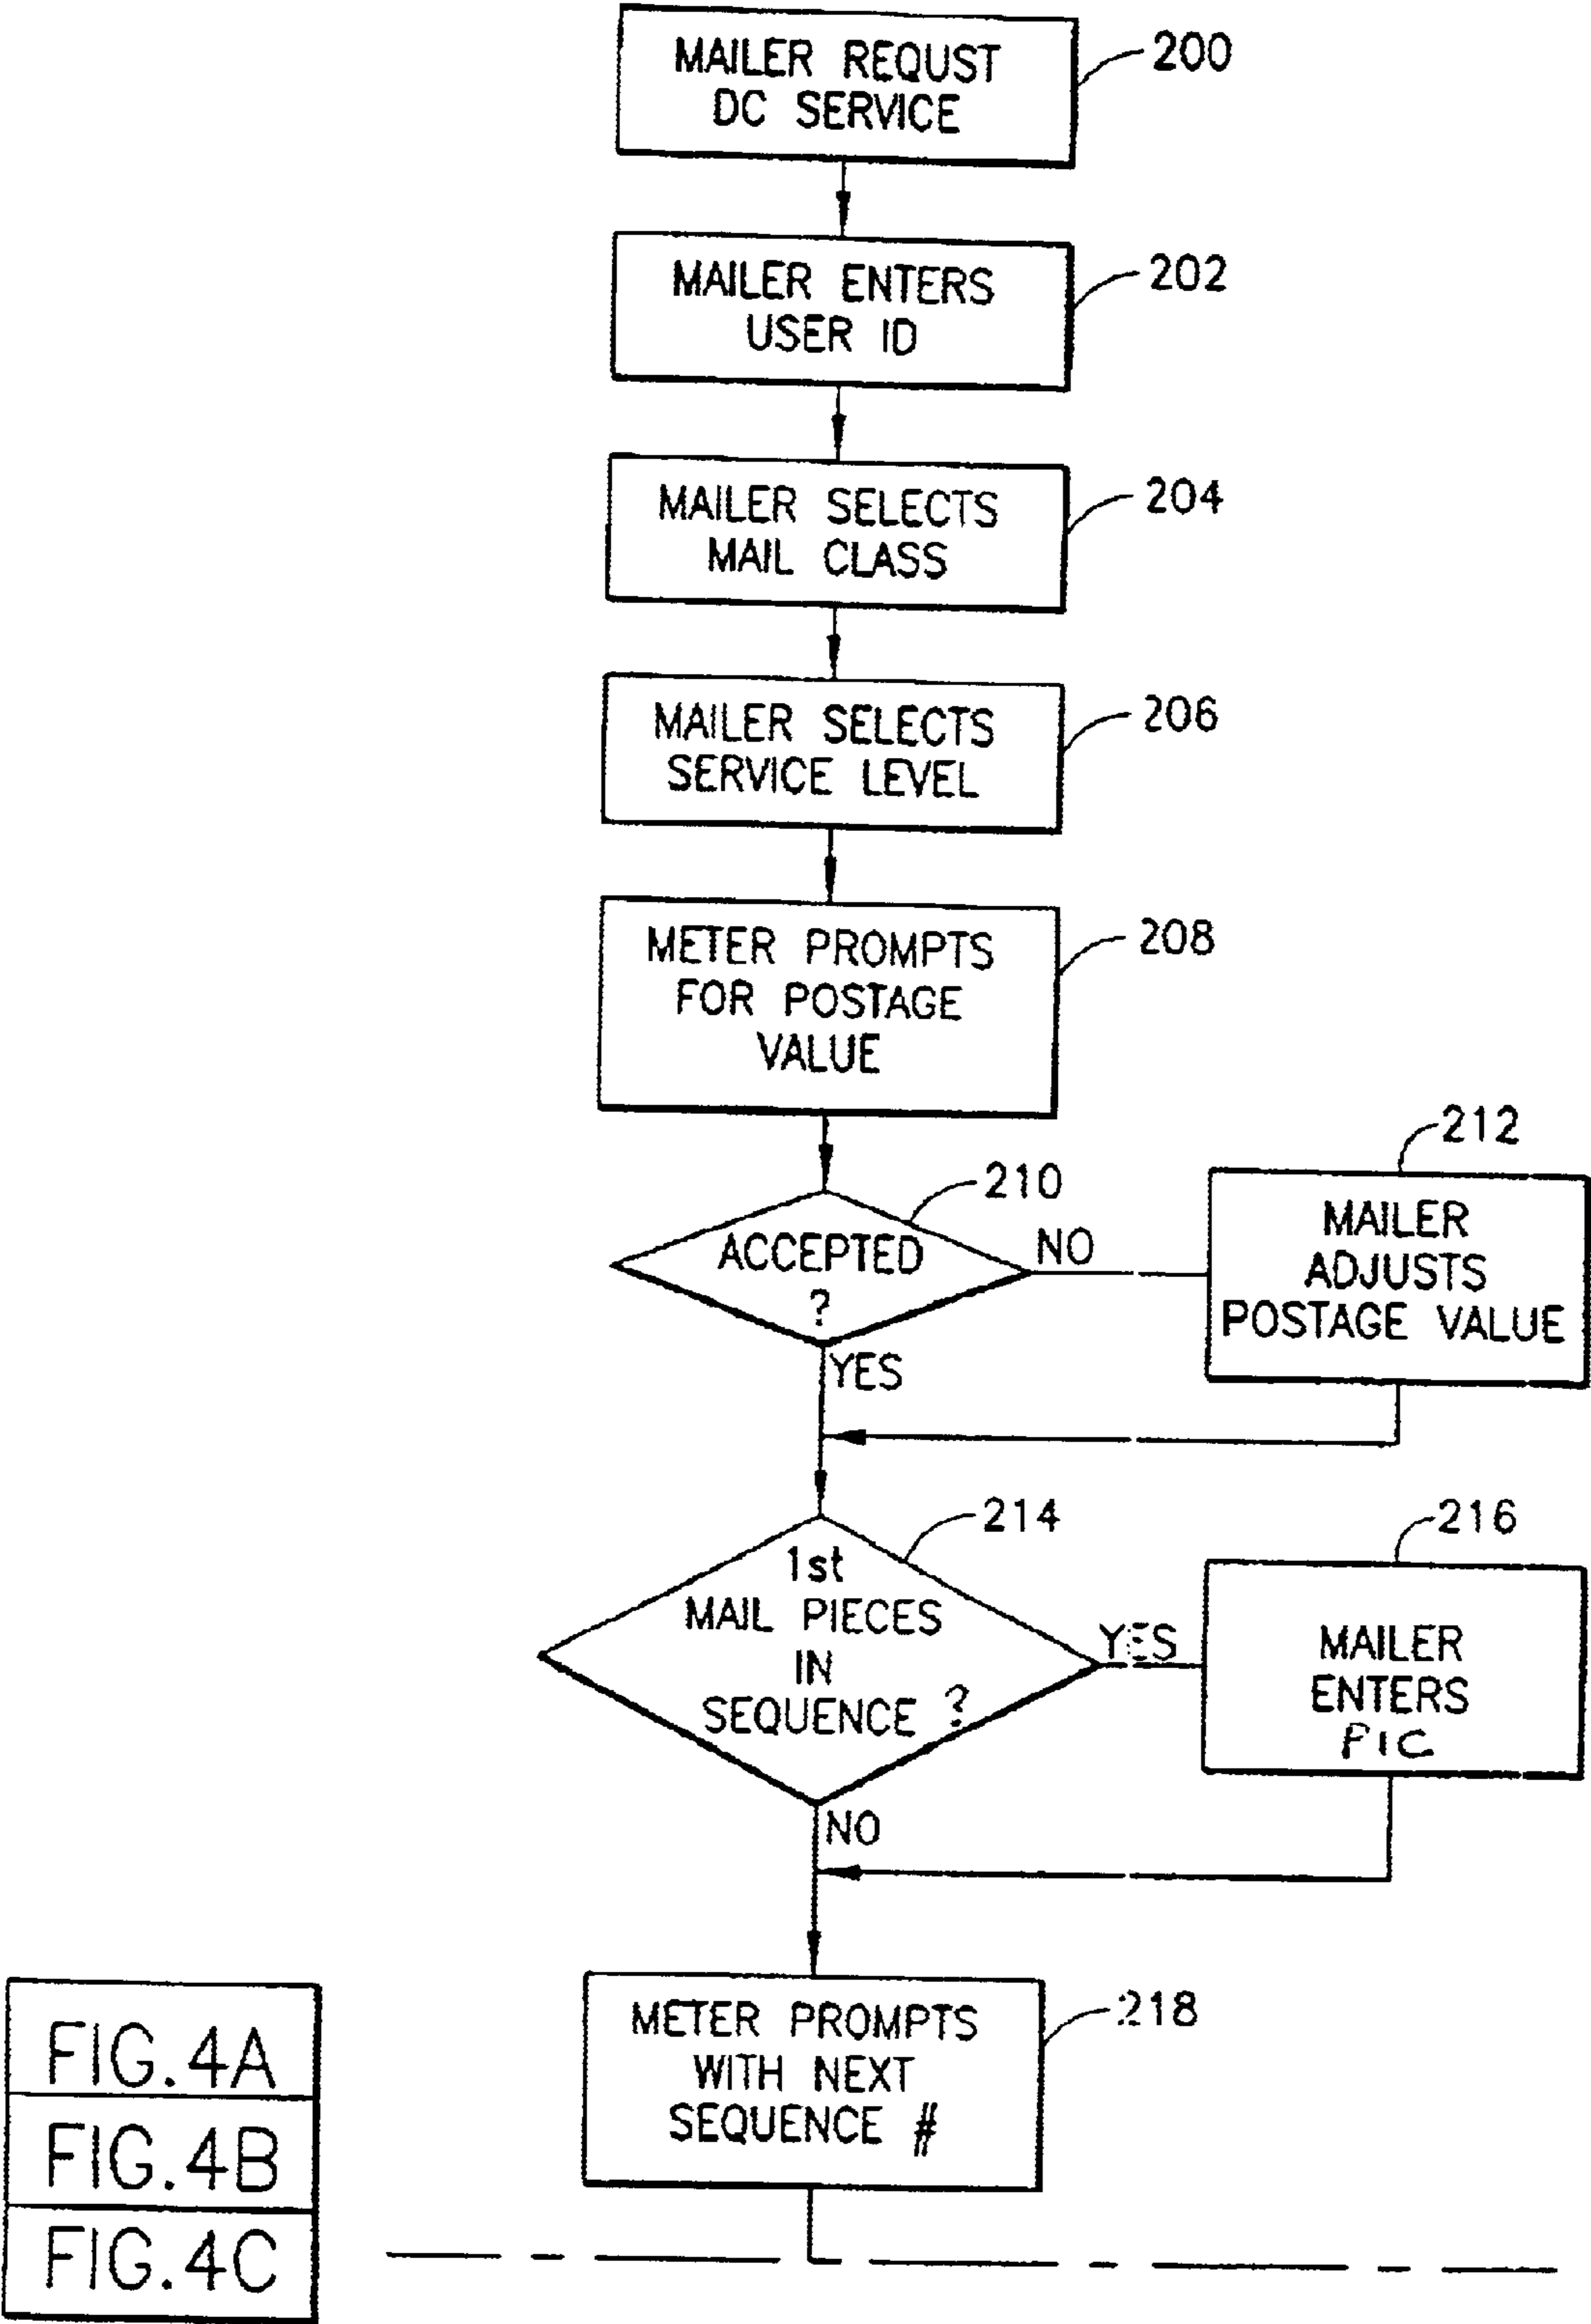 MAILER REQUST
DC SERVICE
200
MAILER ENTERS
USER ID
202
MAILER SELECTS
MAIL CLASS
204
MAILER SELECTS
SERVICE LEVEL
206
METER PROMPTS
FOR POSTAGE
VALUE
208
ACCEPTED
?
210
NO
YES
MAILER
ADJUSTS
POSTAGE VALUE
212
1st
MAIL PIECES
IN
SEQUENCE ?
214
YES
NO
MAILER
ENTERS
PIC
216
METER PROMPTS
WITH NEXT
SEQUENCE #
218
FIG.4A
FIG.4B
FIG.4C